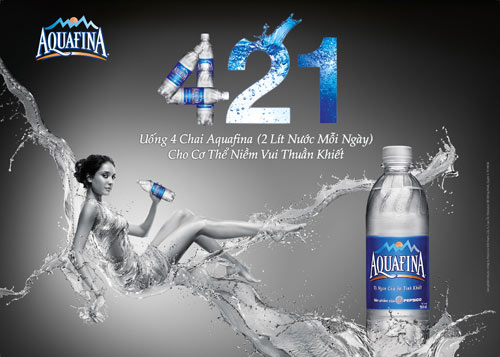 AQUAFINA
421
Uống 4 Chai Aquafina (2 Lít Nước Mỗi Ngày)
Cho Cơ Thể Niềm Vui Thuần Khiết
AQUAFINA
PEPSICO